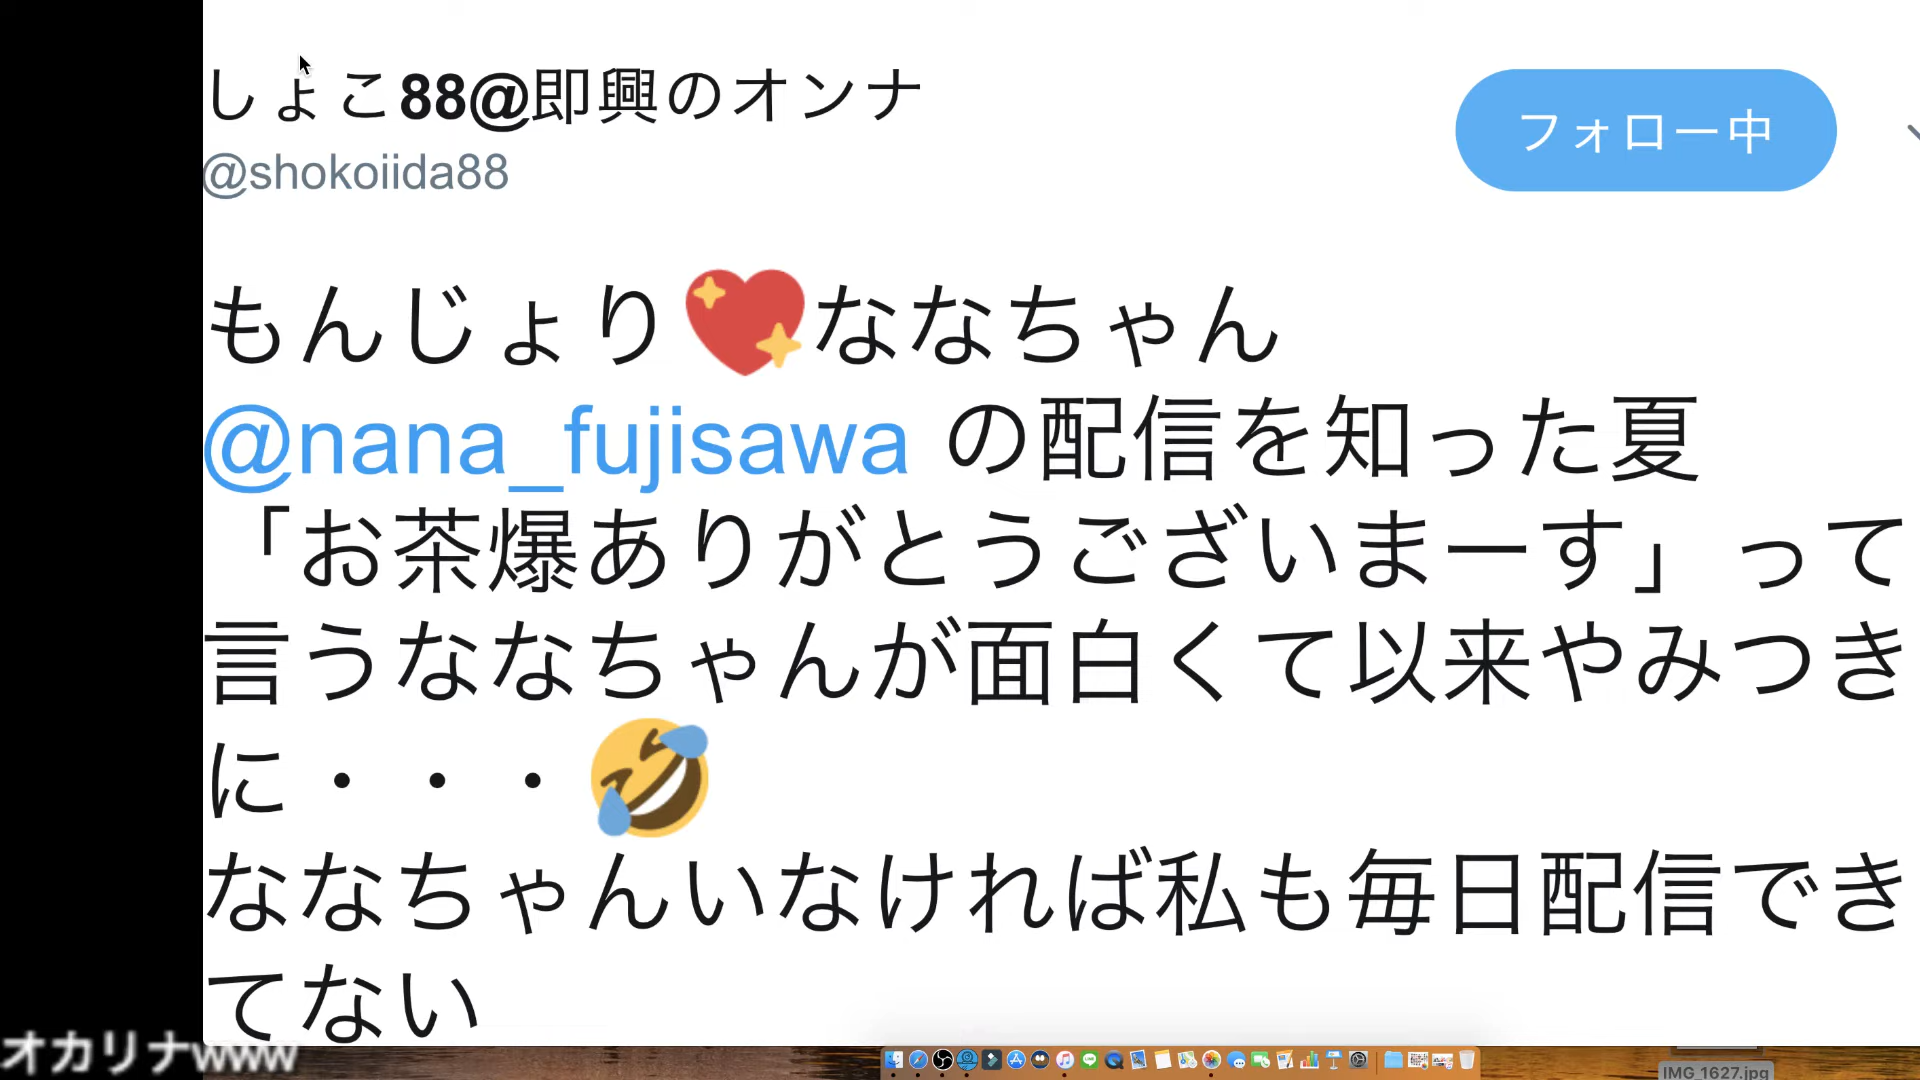 しょこ88@即興のオンナ
フォロー中
@shokoiida88
もんじょり💖ななちゃん
@nana_fujisawa の配信を知った夏
「お茶爆ありがとうございまーす」って
言うななちゃんが面白くて以来やみつき
に・・・🤣
ななちゃんいなければ私も毎日配信でき
てない
オカリナwww
IMG_1627.jpg